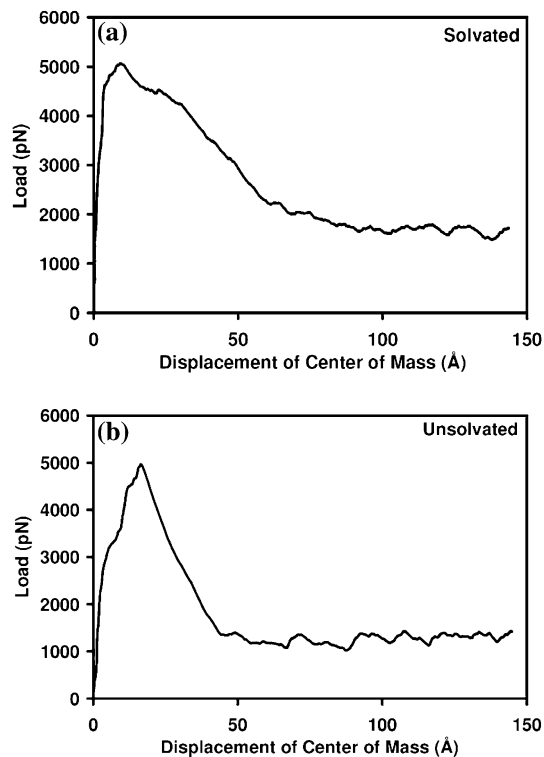 (a)
Solvated
6000
5000
4000
3000
2000
1000
0
Load (pN)
0 50 100 150
Displacement of Center of Mass (Å)
(b)
Unsolvated
6000
5000
4000
3000
2000
1000
0
Load (pN)
0 50 100 150
Displacement of Center of Mass (Å)